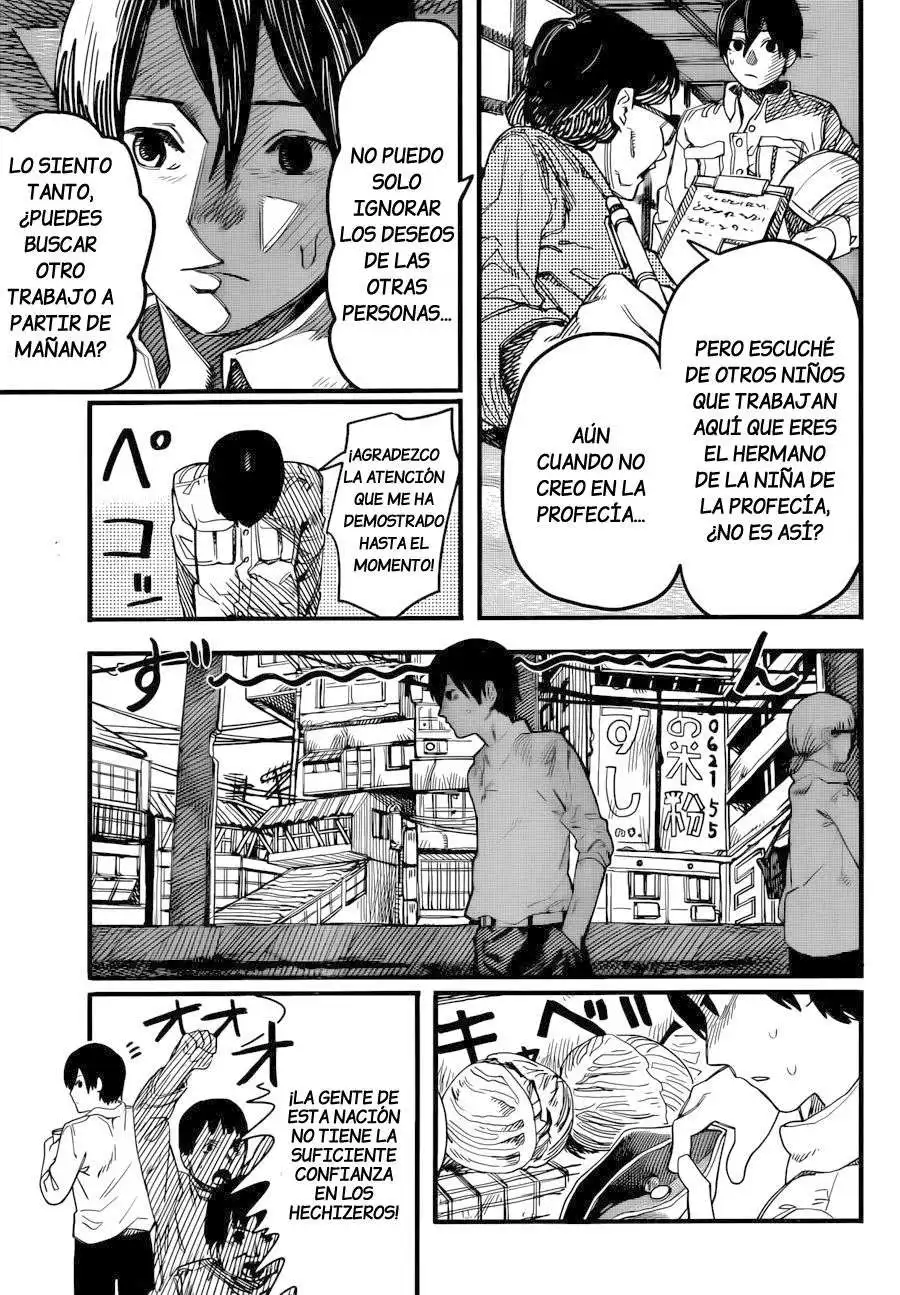 PERO ESCUCHÉ
DE OTROS NIÑOS
QUE TRABAJAN
AQUÍ QUE ERES
EL HERMANO
DE LA NIÑA DE
LA PROFECÍA,
¿NO ES ASÍ?
AÚN
CUANDO NO
CREO EN LA
PROFECÍA...
NO PUEDO
SOLO
IGNORAR
LOS DESEOS
DE LAS
OTRAS
PERSONAS...
LO SIENTO
TANTO,
¿PUEDES
BUSCAR
OTRO
TRABAJO A
PARTIR DE
MAÑANA?
¡AGRADEZCO
LA ATENCIÓN
QUE ME HA
DEMOSTRADO
HASTA EL
MOMENTO!
ペコ
ず〜ん
お米粉
すし
no.
0621 55
キャベ
オオオ
¡LA GENTE DE
ESTA NACIÓN
NO TIENE LA
SUFICIENTE
CONFIANZA
EN LOS
HECHIZEROS!